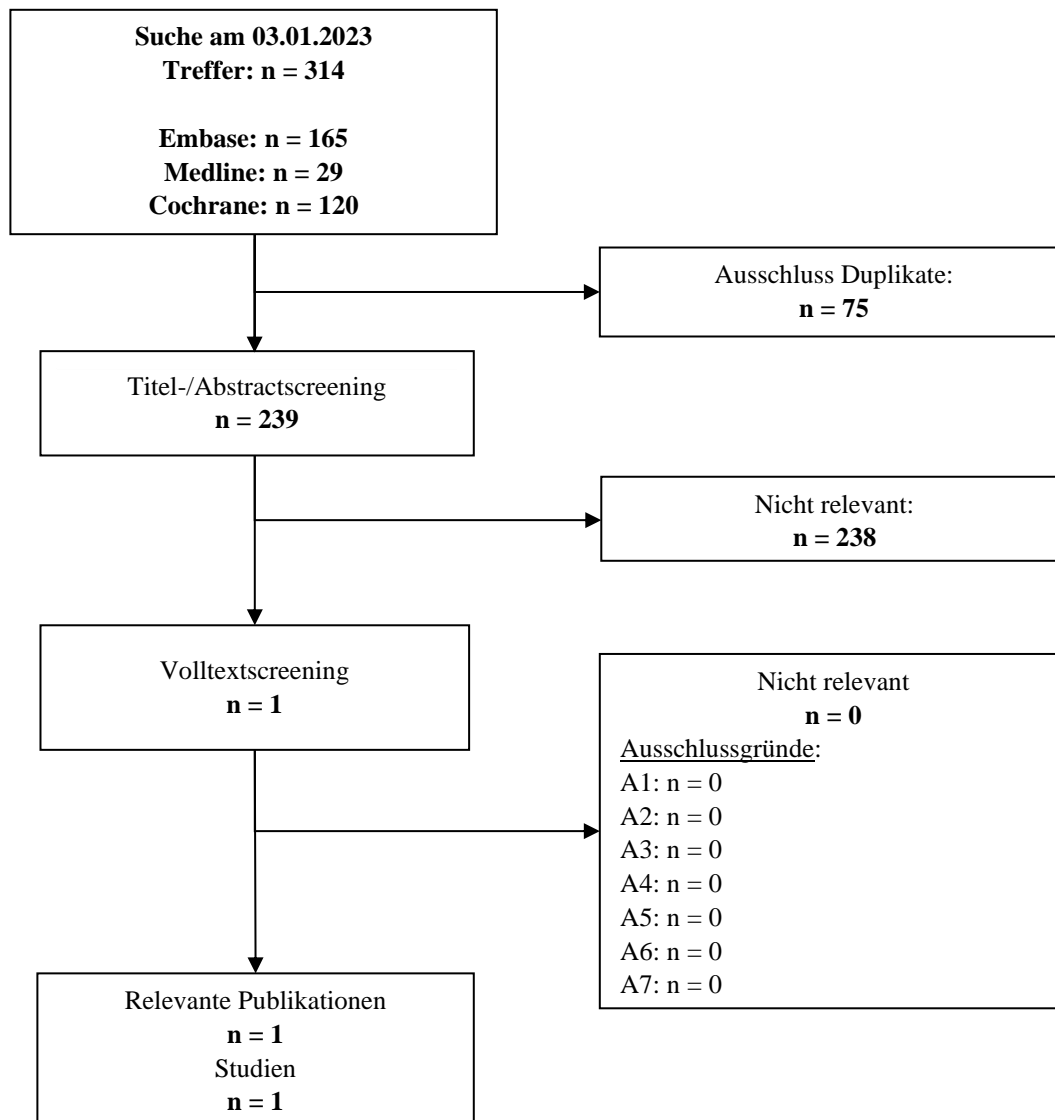 Suche am 03.01.2023
Treffer: n = 314
Embase: n = 165
Medline: n = 29
Cochrane: n = 120
Ausschluss Duplikate:
n = 75
Titel-/Abstractscreening
n = 239
Nicht relevant:
n = 238
Volltextscreening
n = 1
Nicht relevant
n = 0
Ausschlussgründe:
A1: n = 0
A2: n = 0
A3: n = 0
A4: n = 0
A5: n = 0
A6: n = 0
A7: n = 0
Relevante Publikationen
n = 1
Studien
n = 1